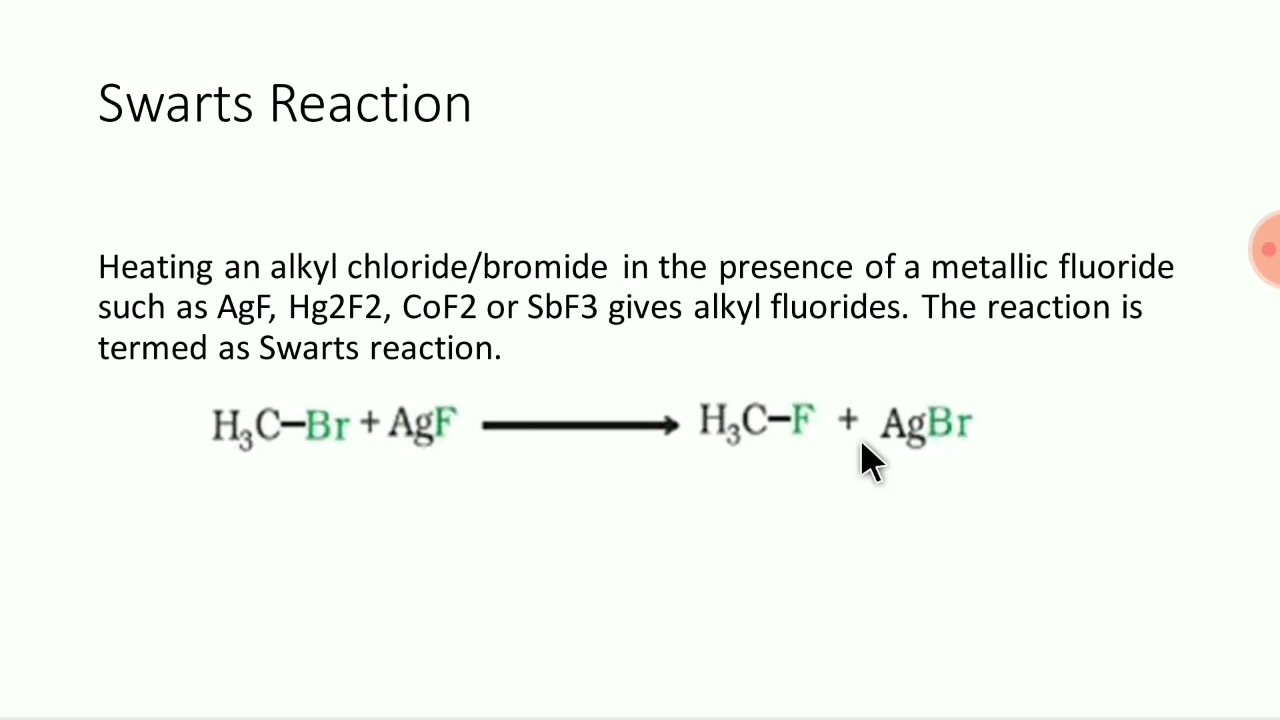 Swarts Reaction
Heating an alkyl chloride/bromide in the presence of a metallic fluoride
such as AgF, Hg2F2, CoF2 or SbF3 gives alkyl fluorides. The reaction is
termed as Swarts reaction.
H₃C–Br + AgF ⟶ H₃C–F + AgBr